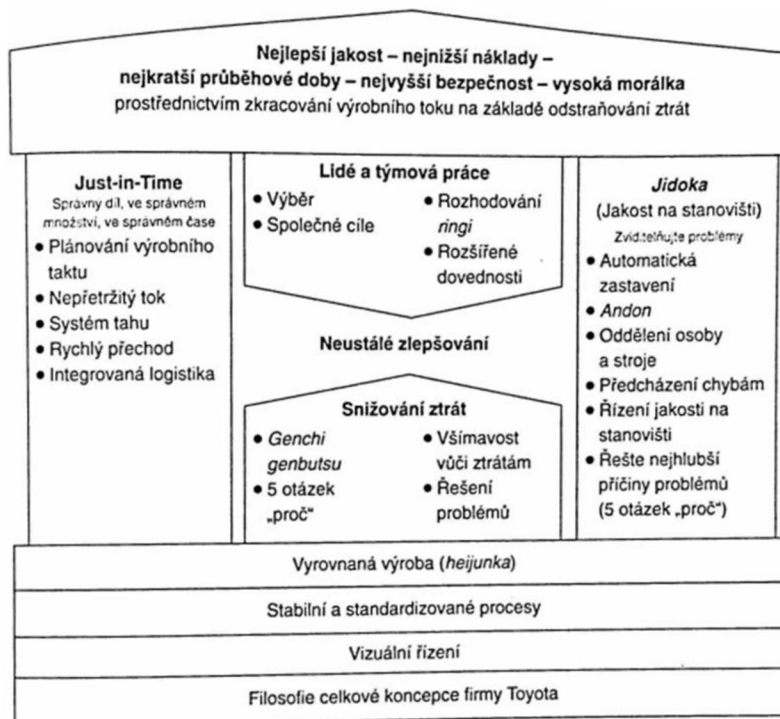 Nejlepší jakost – nejnižší náklady –
nejkratší průběhové doby – nejvyšší bezpečnost – vysoká morálka
prostřednictvím zkracování výrobního toku na základě odstraňování ztrát
Just-in-Time
Správny díl, ve správném
množství, ve správném čase
• Plánování výrobního
taktu
• Nepřetržitý tok
• Systém tahu
• Rychlý přechod
• Integrovaná logistika
Lidé a týmová práce
• Výběr
• Společné cíle
• Rozhodování
ringi
• Rozšířené
dovednosti
Neustálé zlepšování
Snižování ztrát
• Genchi
genbutsu
• 5 otázek
„proč“
• Všímavost
vůči ztrátám
• Řešení
problémů
Jidoka
(Jakost na stanovišti)
Zviditelňujte problémy
• Automatická
zastavení
• Andon
• Oddělení osoby
a stroje
• Předcházení chybám
• Řízení jakosti na
stanovišti
• Řešte nejhlubší
příčiny problémů
(5 otázek „proč“)
Vyrovnaná výroba (heijunka)
Stabilní a standardizované procesy
Vizuální řízení
Filosofie celkové koncepce firmy Toyota